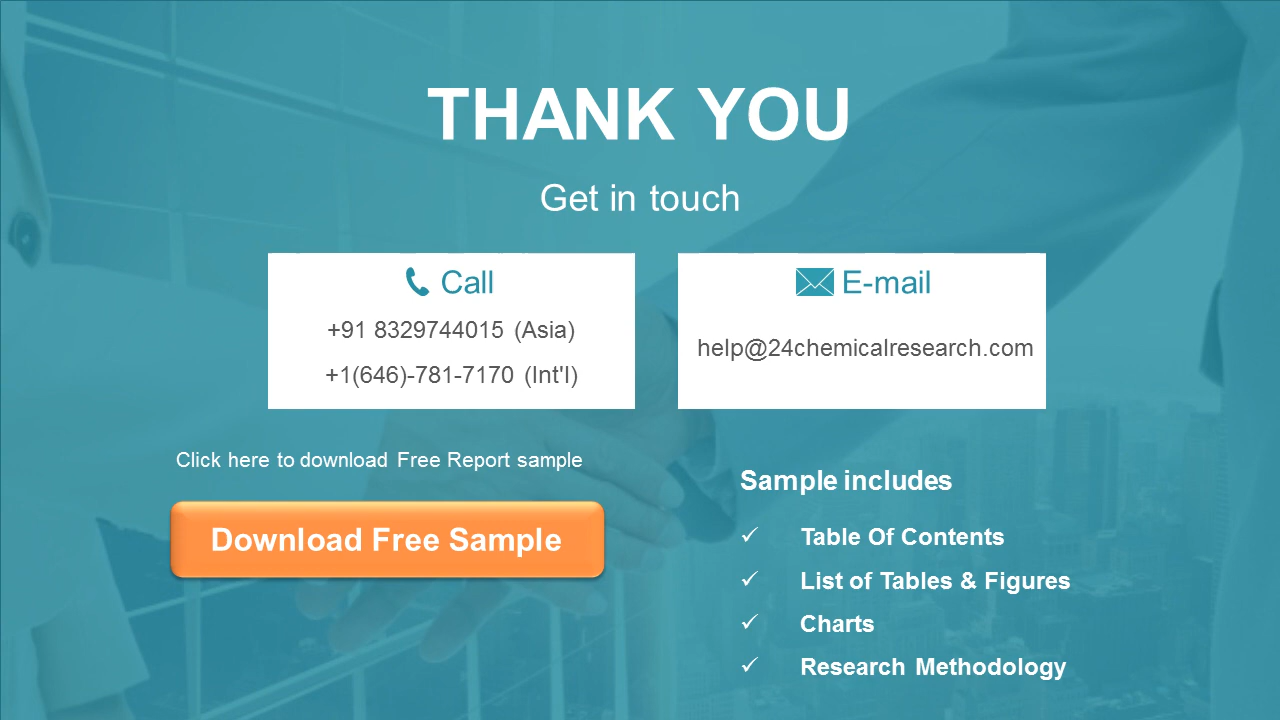 THANK YOU
Get in touch
Call
+91 8329744015 (Asia)
+1(646)-781-7170 (Int'l)
E-mail
help@24chemicalresearch.com
Click here to download Free Report sample
Download Free Sample
Sample includes
✓ Table Of Contents
✓ List of Tables & Figures
✓ Charts
✓ Research Methodology